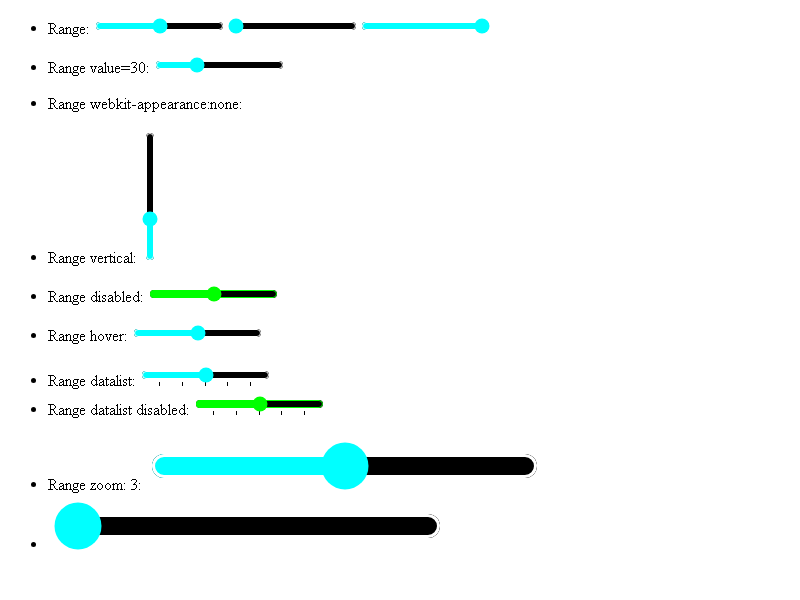 Range:
Range value=30:
Range webkit-appearance:none:
Range vertical:
Range disabled:
Range hover:
Range datalist:
Range datalist disabled:
Range zoom: 3: